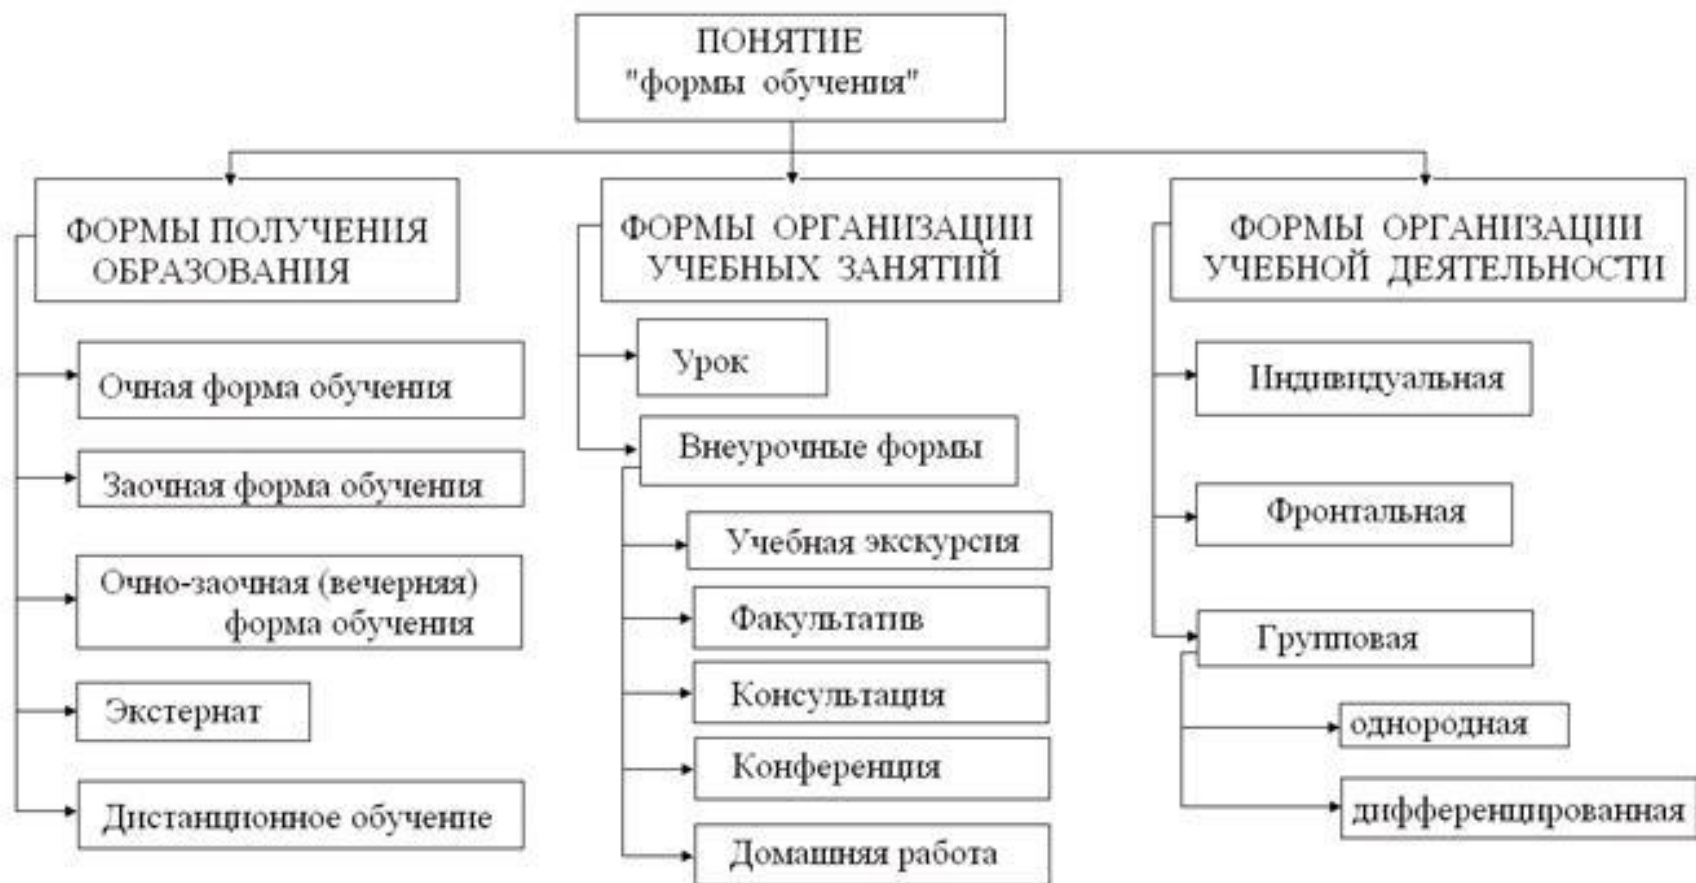 ПОНЯТИЕ
"формы обучения"
ФОРМЫ ПОЛУЧЕНИЯ
ОБРАЗОВАНИЯ
Очная форма обучения
Заочная форма обучения
Очно-заочная (вечерняя)
форма обучения
Экстернат
Дистанционное обучение
ФОРМЫ ОРГАНИЗАЦИИ
УЧЕБНЫХ ЗАНЯТИЙ
Урок
Внеурочные формы
Учебная экскурсия
Факультатив
Консультация
Конференция
Домашняя работа
ФОРМЫ ОРГАНИЗАЦИИ
УЧЕБНОЙ ДЕЯТЕЛЬНОСТИ
Индивидуальная
Фронтальная
Групповая
однородная
дифференцированная